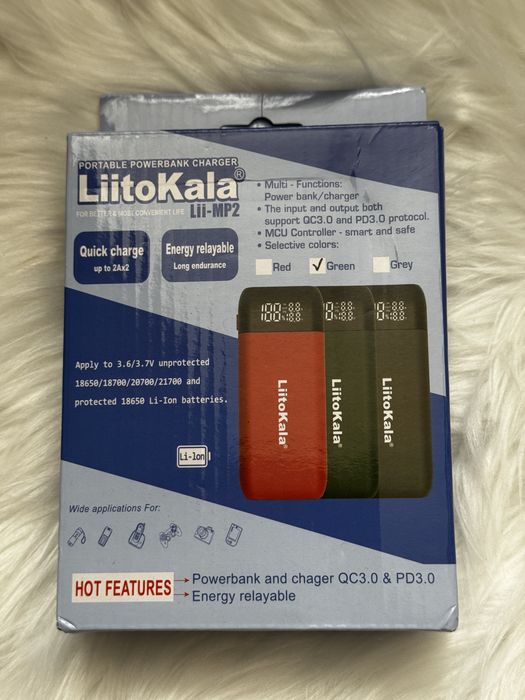 PORTABLE POWERBANK CHARGER
LiitoKala®
FOR BETTER & MOST CONVENIENT LIFE Lii-MP2
Quick charge
up to 2Ax2
Energy relayable
Long endurance
• Multi - Functions:
Power bank/charger
• The input and output both
support QC3.0 and PD3.0 protocol.
• MCU Controller - smart and safe
• Selective colors:
Red ✓ Green Grey
Apply to 3.6/3.7V unprotected
18650/18700/20700/21700 and
protected 18650 Li-Ion batteries.
Li-Ion
LiitoKala®
LiitoKala®
LiitoKala®
Wide applications For:
HOT FEATURES
Powerbank and chager QC3.0 & PD3.0
Energy relayable